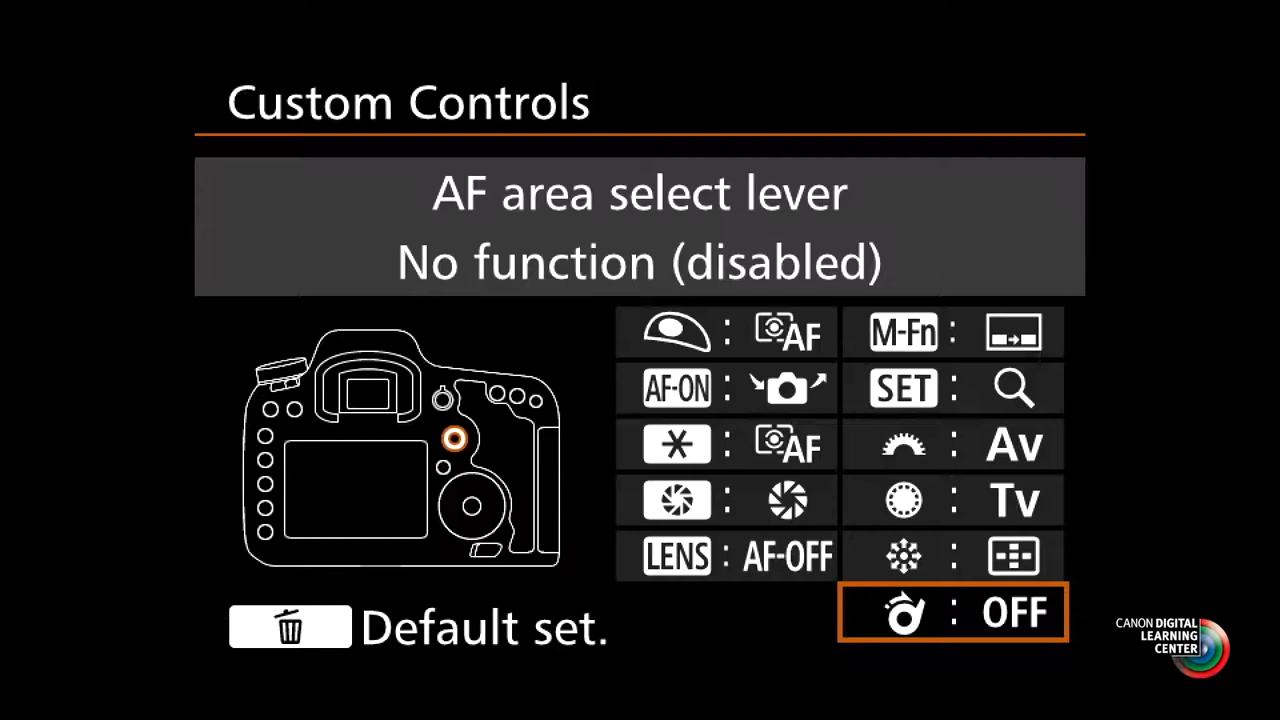 Custom Controls
AF area select lever
No function (disabled)
: AF
M-Fn :
AF-ON :
SET :
: AF
: Av
:
: Tv
LENS : AF-OFF
:
: OFF
Default set.
CANON DIGITAL
LEARNING
CENTER